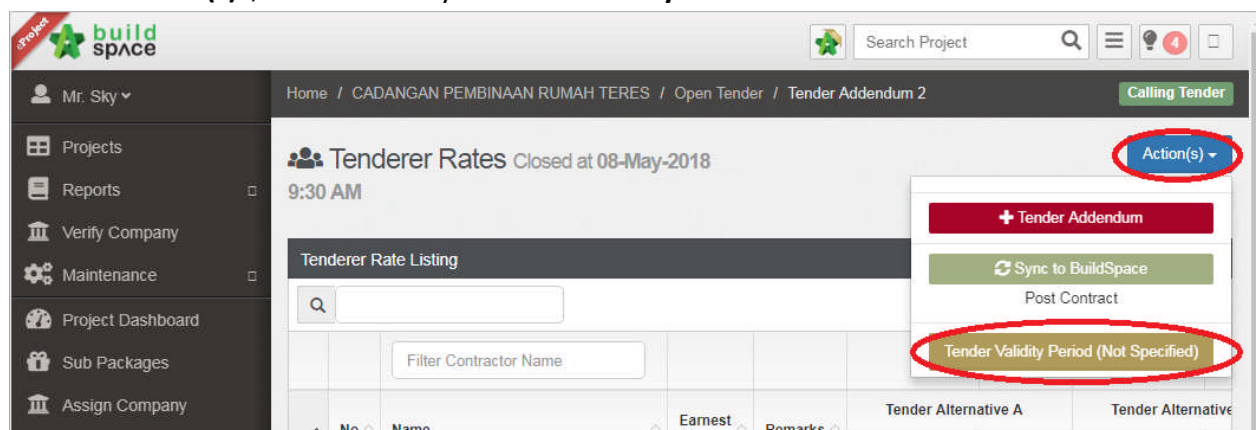 eProject
build
space
Search Project
4
Mr. Sky
Home / CADANGAN PEMBINAAN RUMAH TERES / Open Tender / Tender Addendum 2
Calling Tender
Projects
Reports
Verify Company
Maintenance
Project Dashboard
Sub Packages
Assign Company
Tenderer Rates Closed at 08-May-2018
9:30 AM
Action(s)
Tender Addendum
Sync to BuildSpace
Post Contract
Tender Validity Period (Not Specified)
Tenderer Rate Listing
Filter Contractor Name
No Name Earnest Remarks Tender Alternative A Tender Alternative